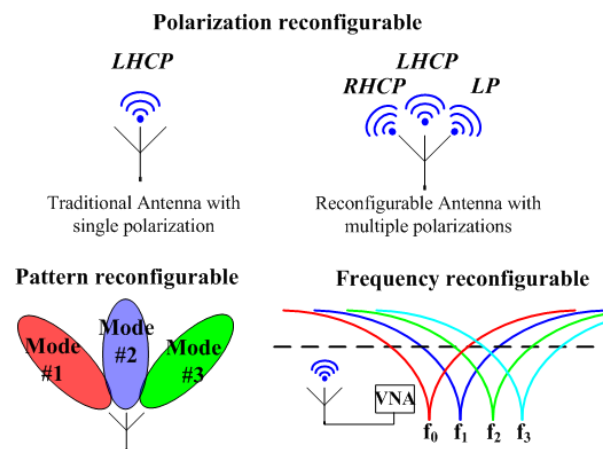 Polarization reconfigurable
LHCP
Traditional Antenna with
single polarization
LHCP
RHCP
LP
Reconfigurable Antenna with
multiple polarizations
Pattern reconfigurable
Mode
#1
Mode
#2
Mode
#3
Frequency reconfigurable
VNA
f₀ f₁ f₂ f₃